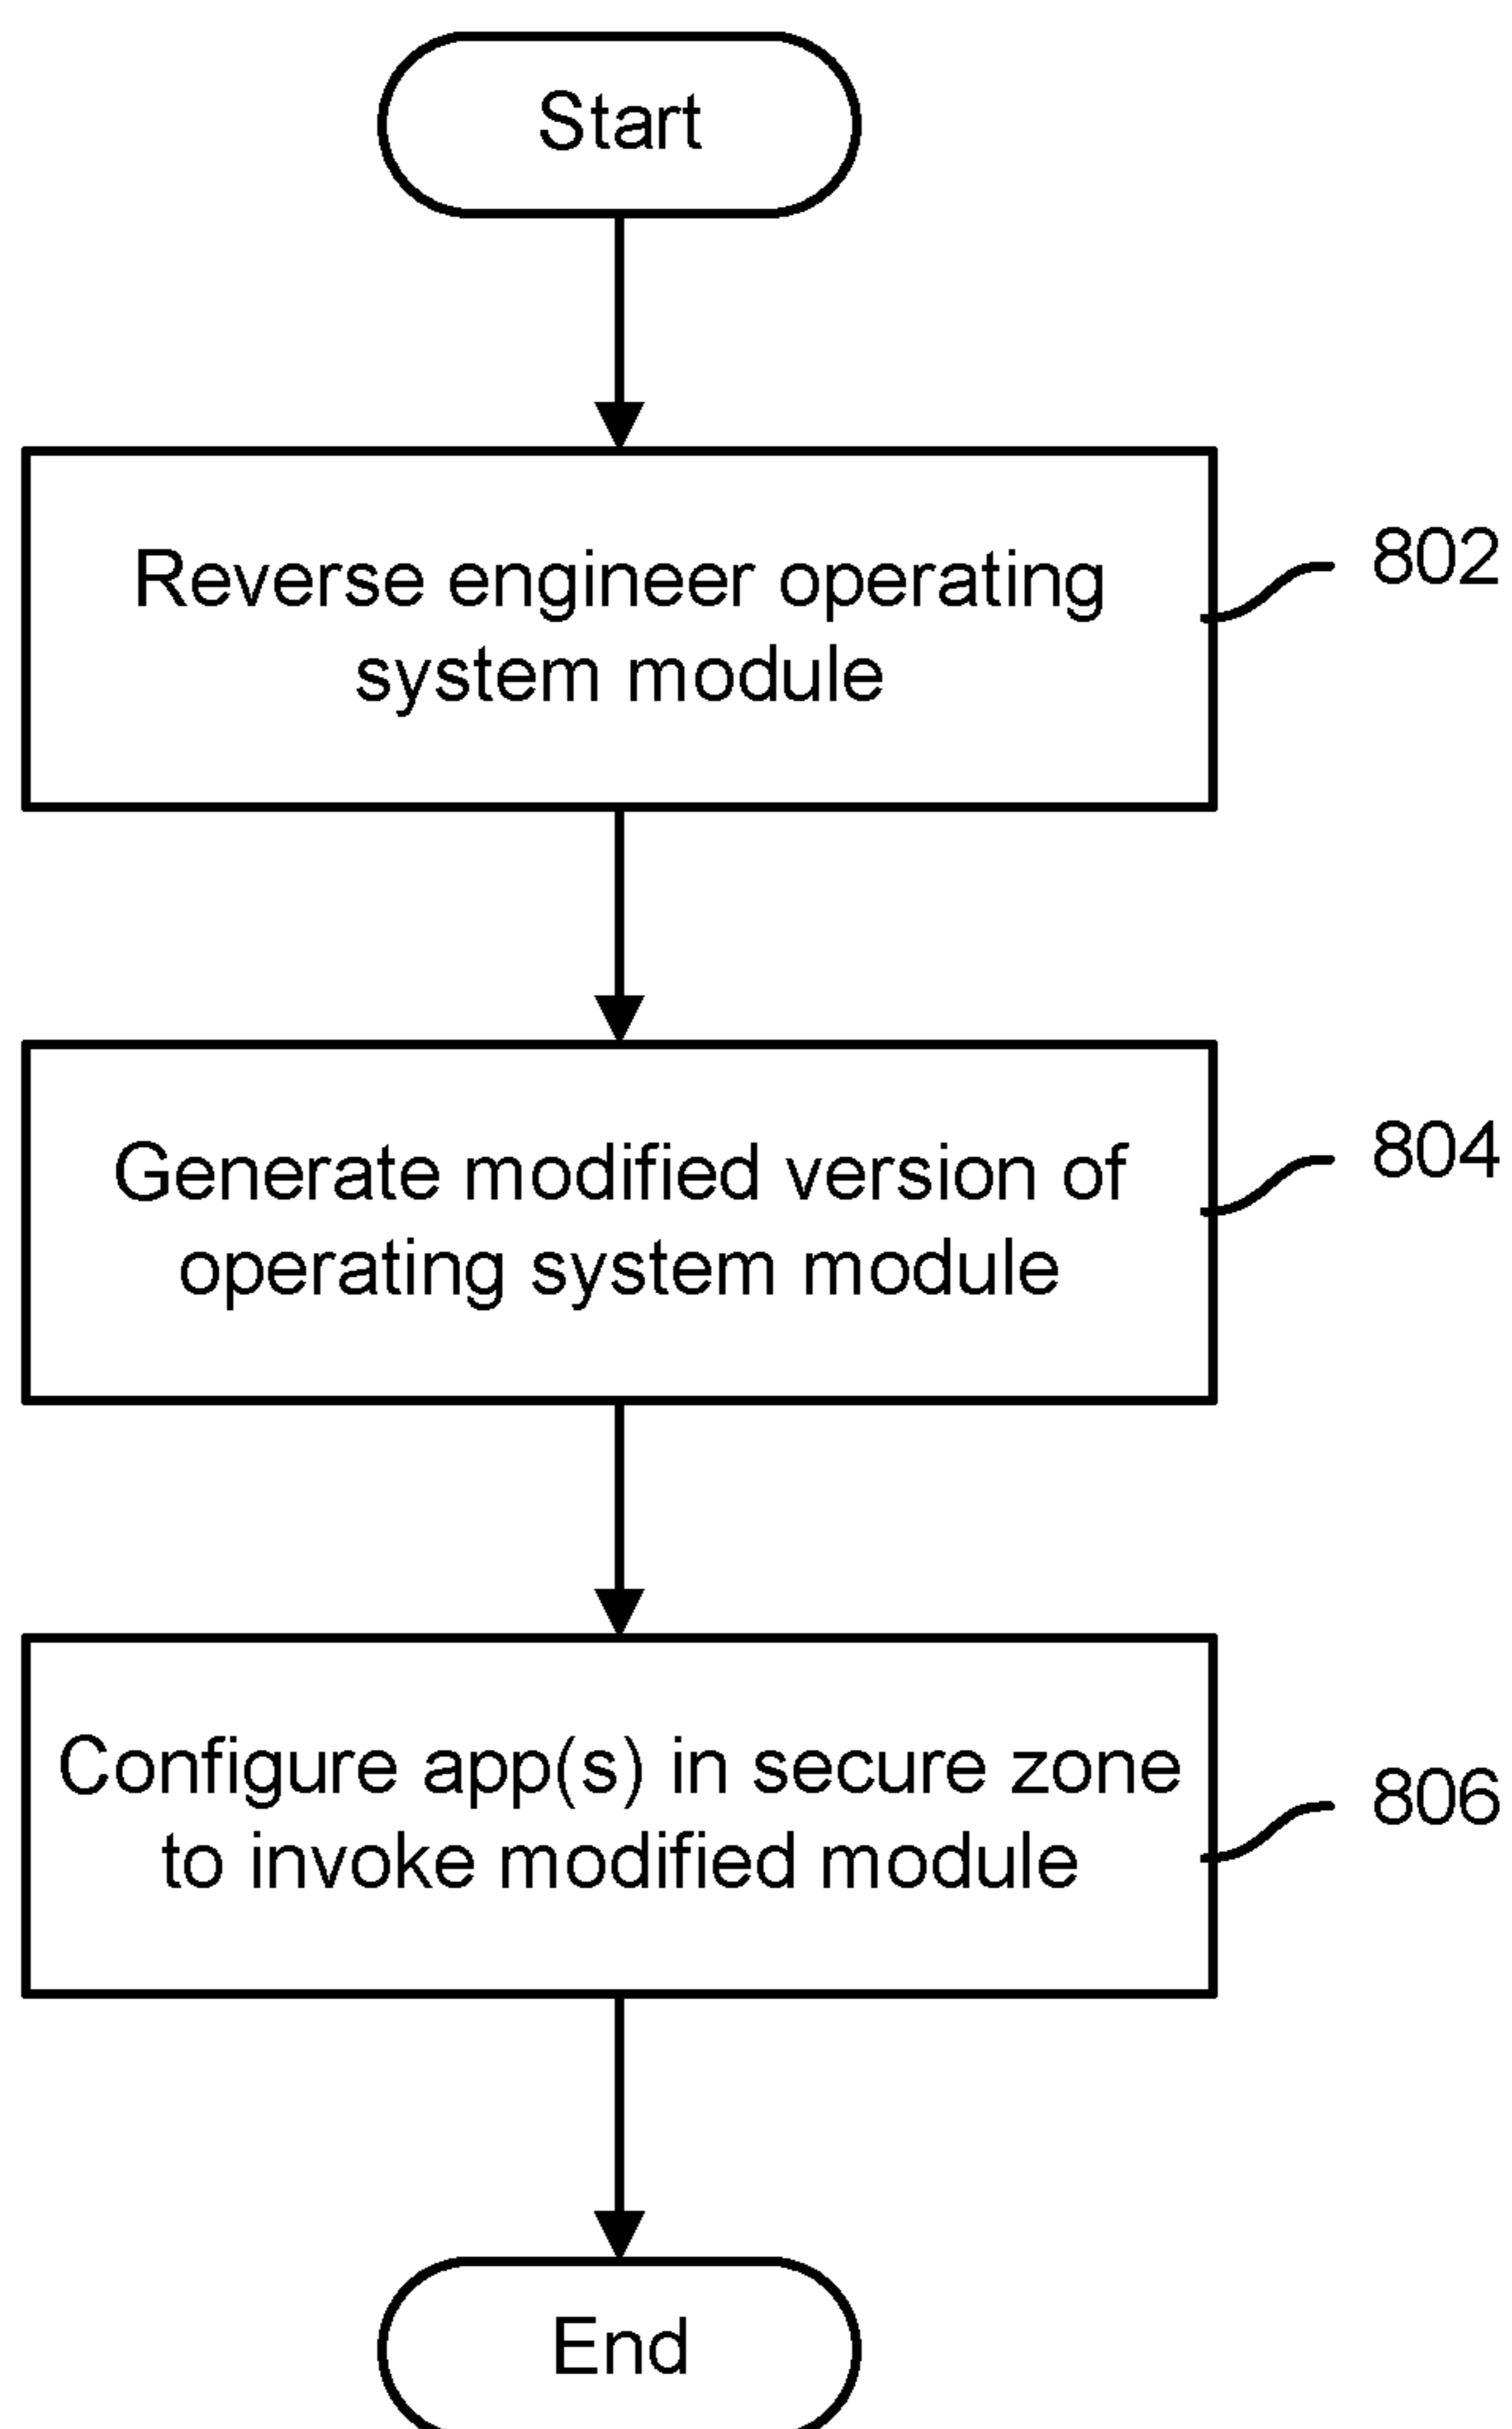 Start
Reverse engineer operating
system module
802
Generate modified version of
operating system module
804
Configure app(s) in secure zone
to invoke modified module
806
End